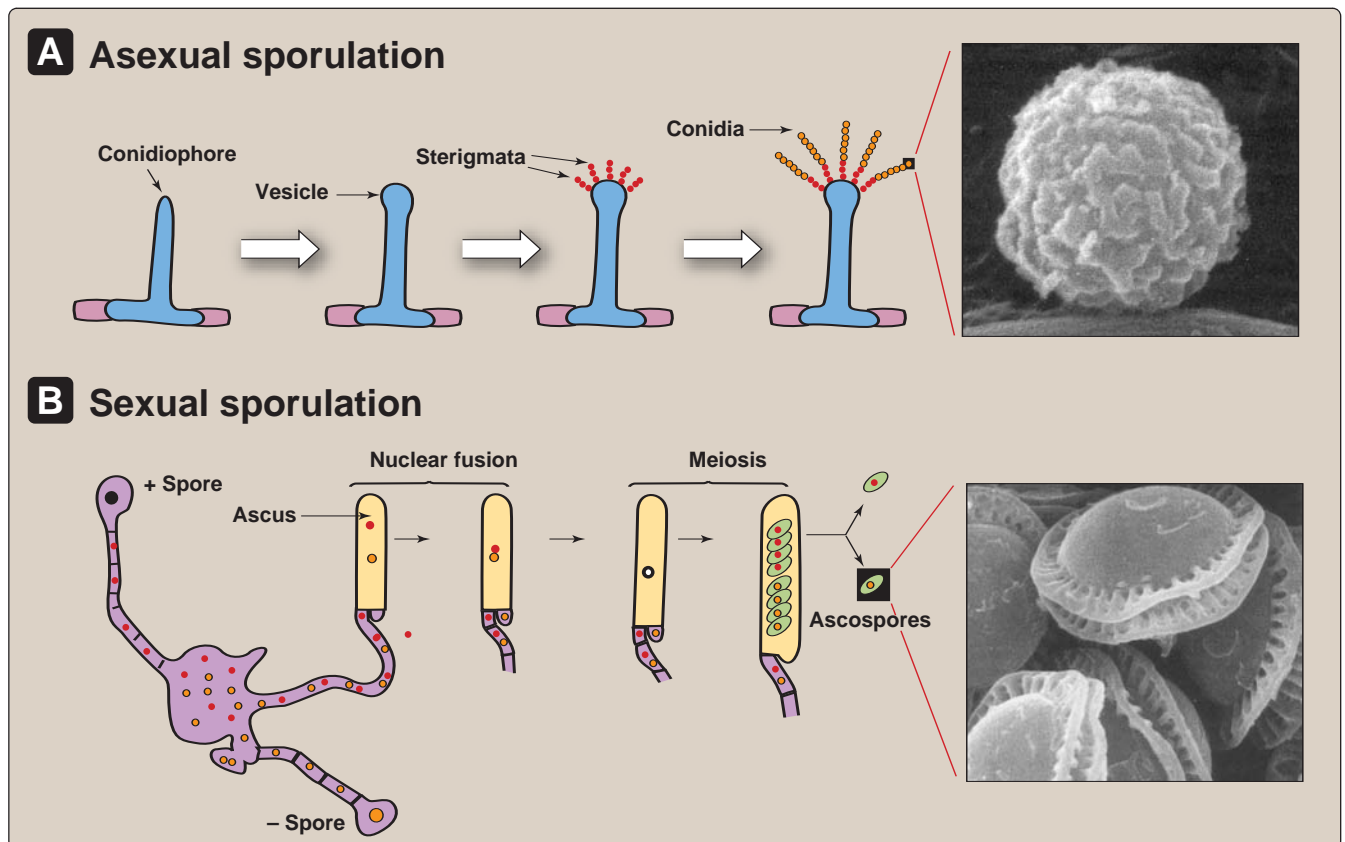 A Asexual sporulation
Conidiophore
Vesicle
Sterigmata
Conidia
B Sexual sporulation
+ Spore
Nuclear fusion
Meiosis
Ascus
Ascospores
– Spore